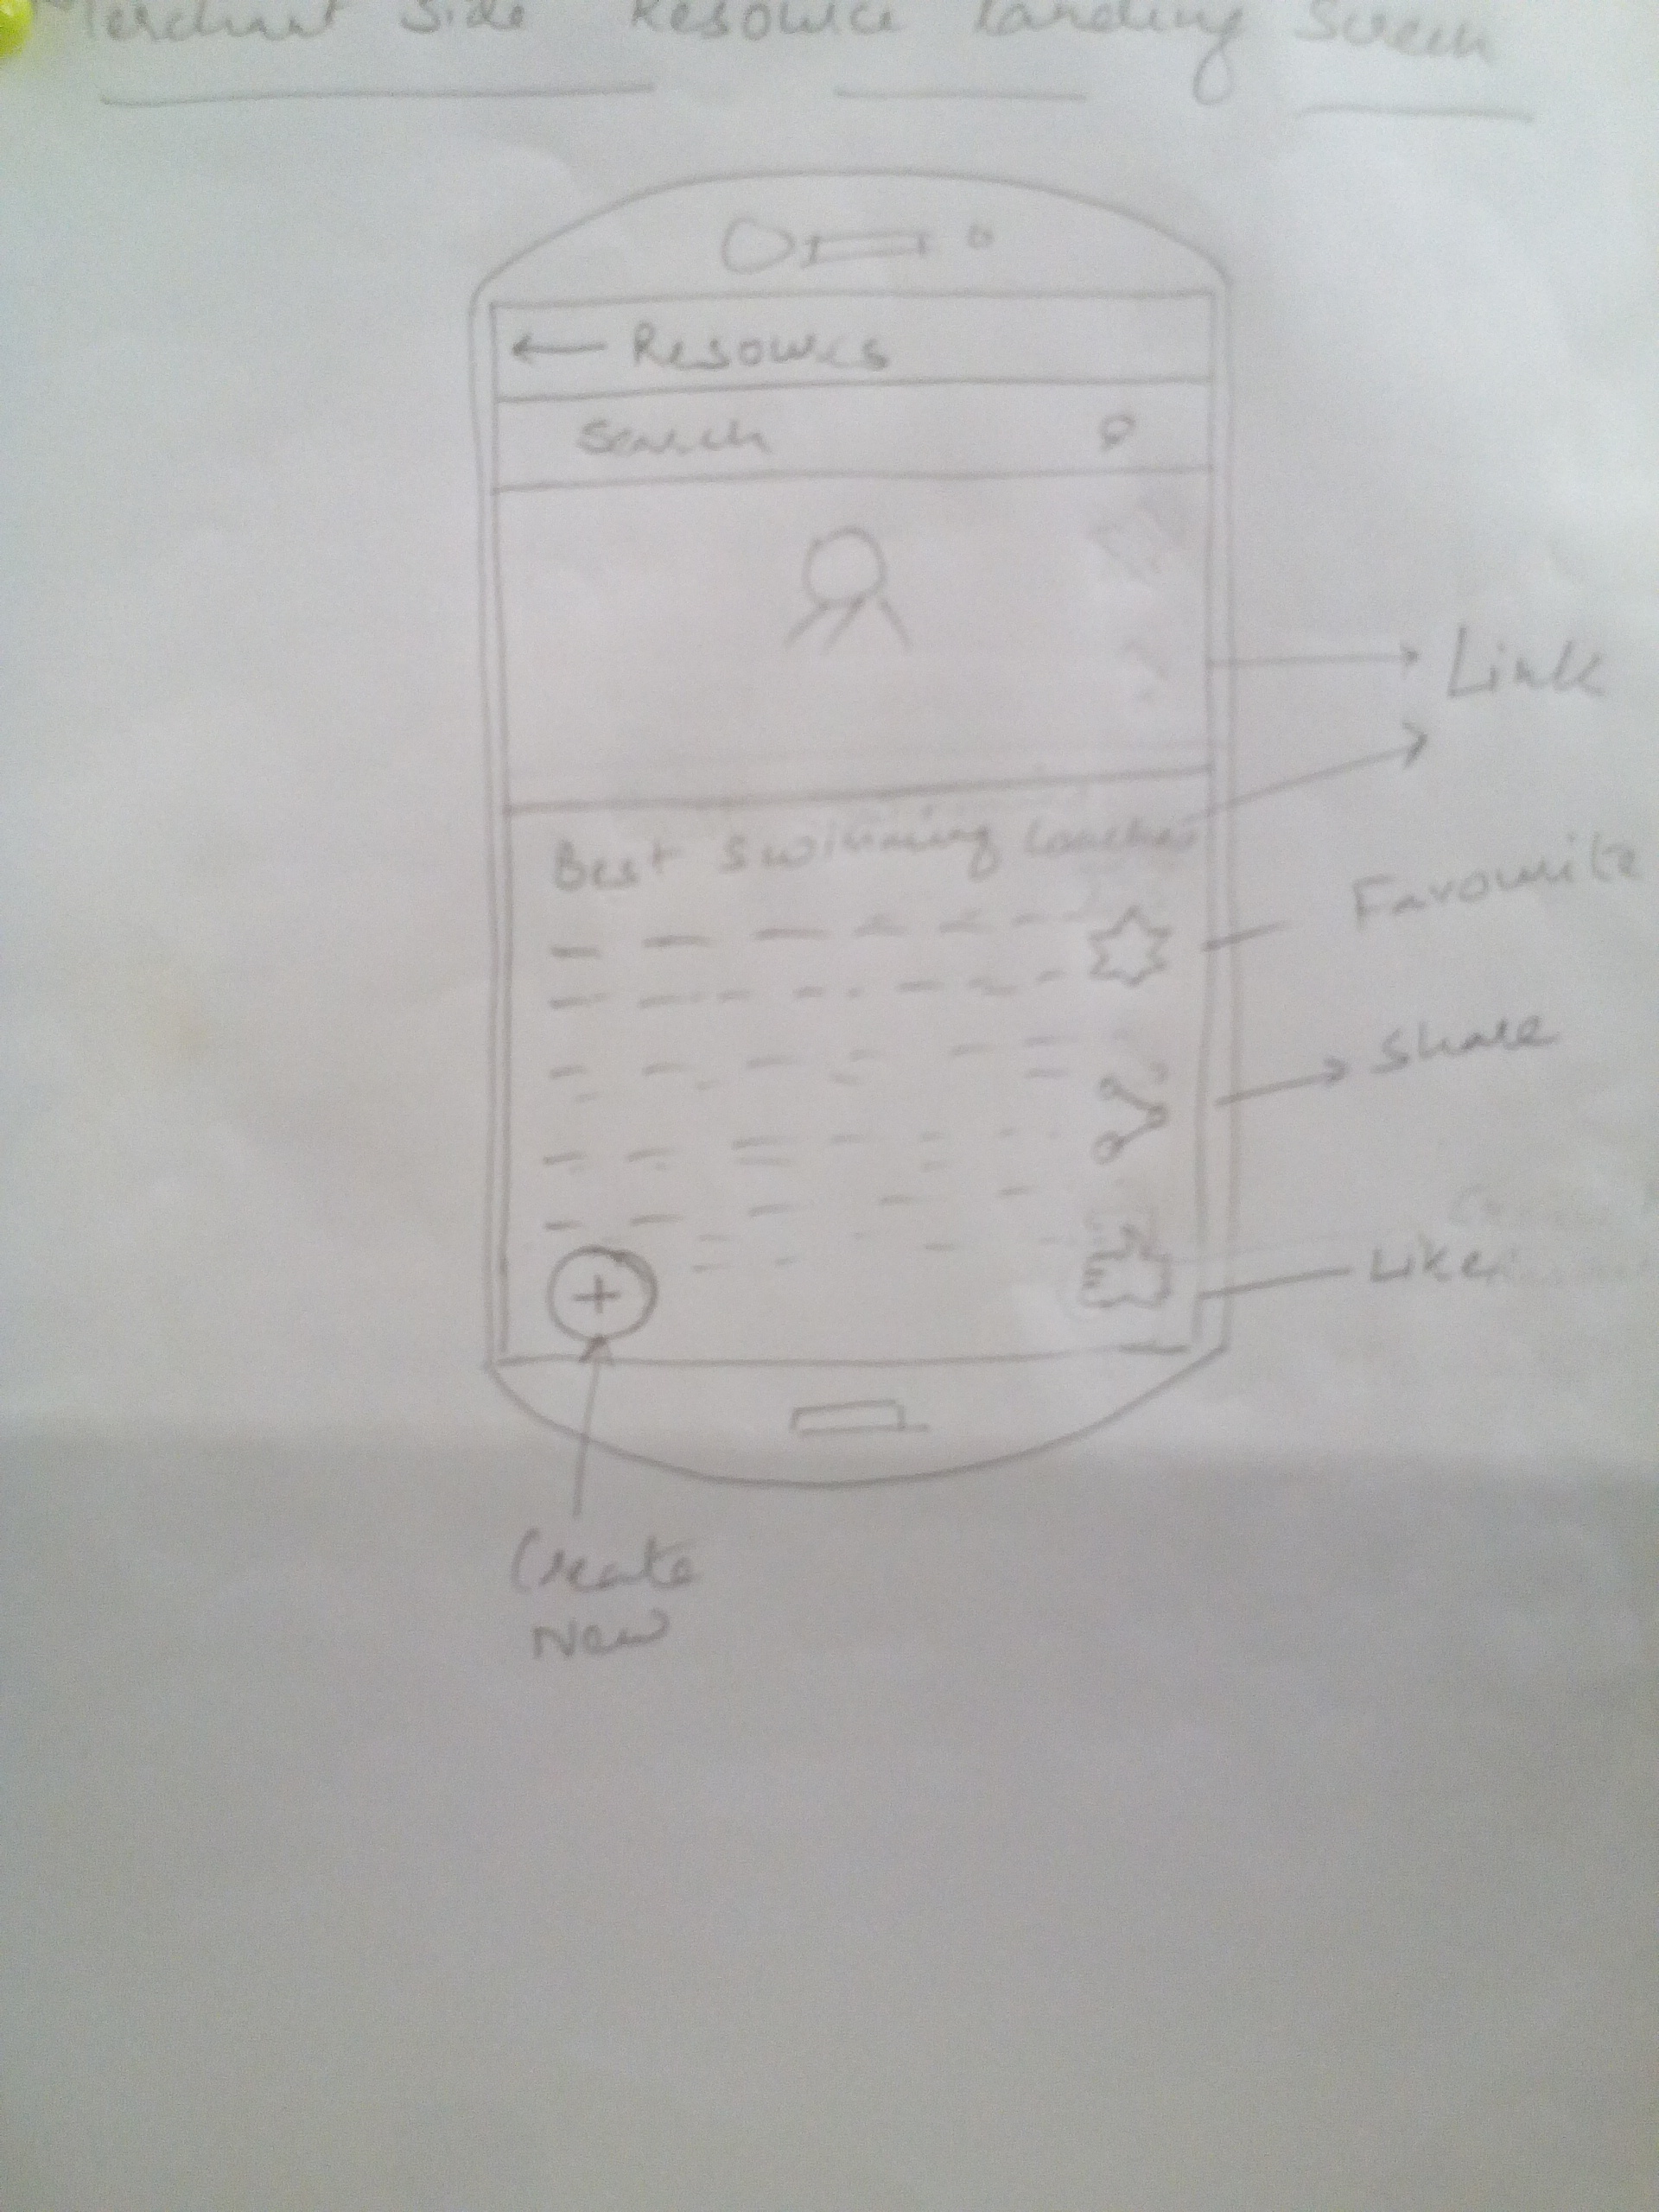 Merchant Side Resource Landing Screen
Resources
Search
Link
Best Swimming Coaches
Favourite
Share
Like
Create
New